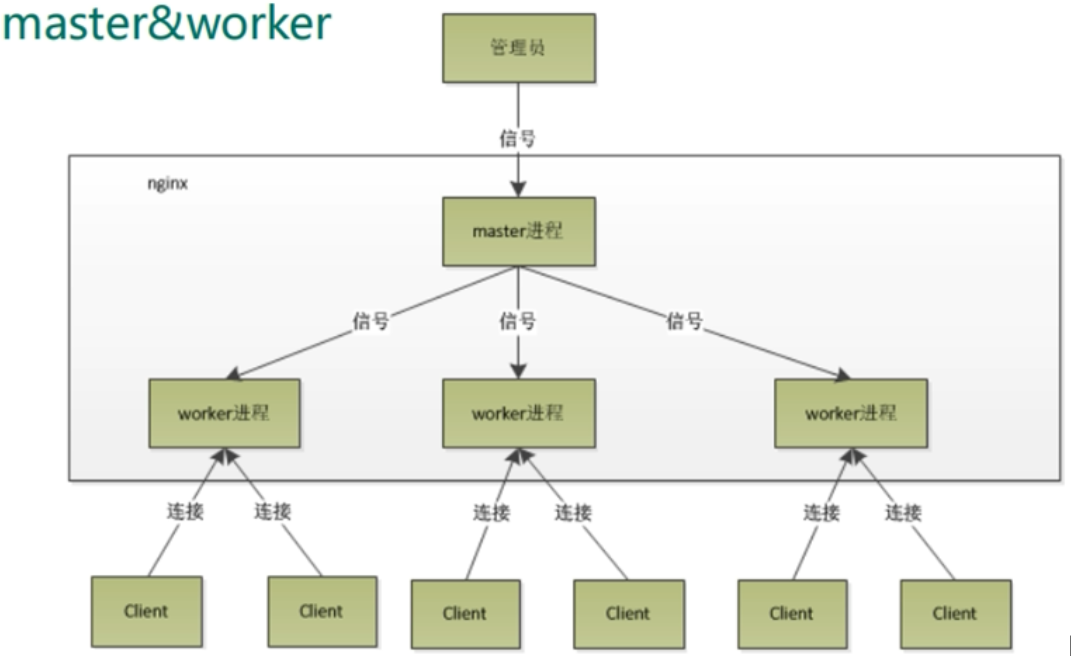 master&worker
管理员
信号
nginx
master进程
信号
信号
信号
worker进程
worker进程
worker进程
连接
连接
连接
连接
连接
连接
Client
Client
Client
Client
Client
Client